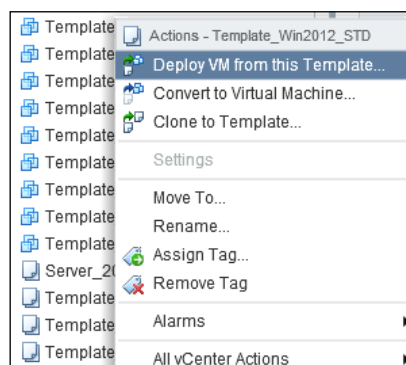 Template
Template
Template
Template
Template
Template
Template
Template
Template
Server_20
Template
Template
Template
Actions - Template_Win2012_STD
Deploy VM from this Template...
Convert to Virtual Machine...
Clone to Template...
Settings
Move To...
Rename...
Assign Tag...
Remove Tag
Alarms
All vCenter Actions